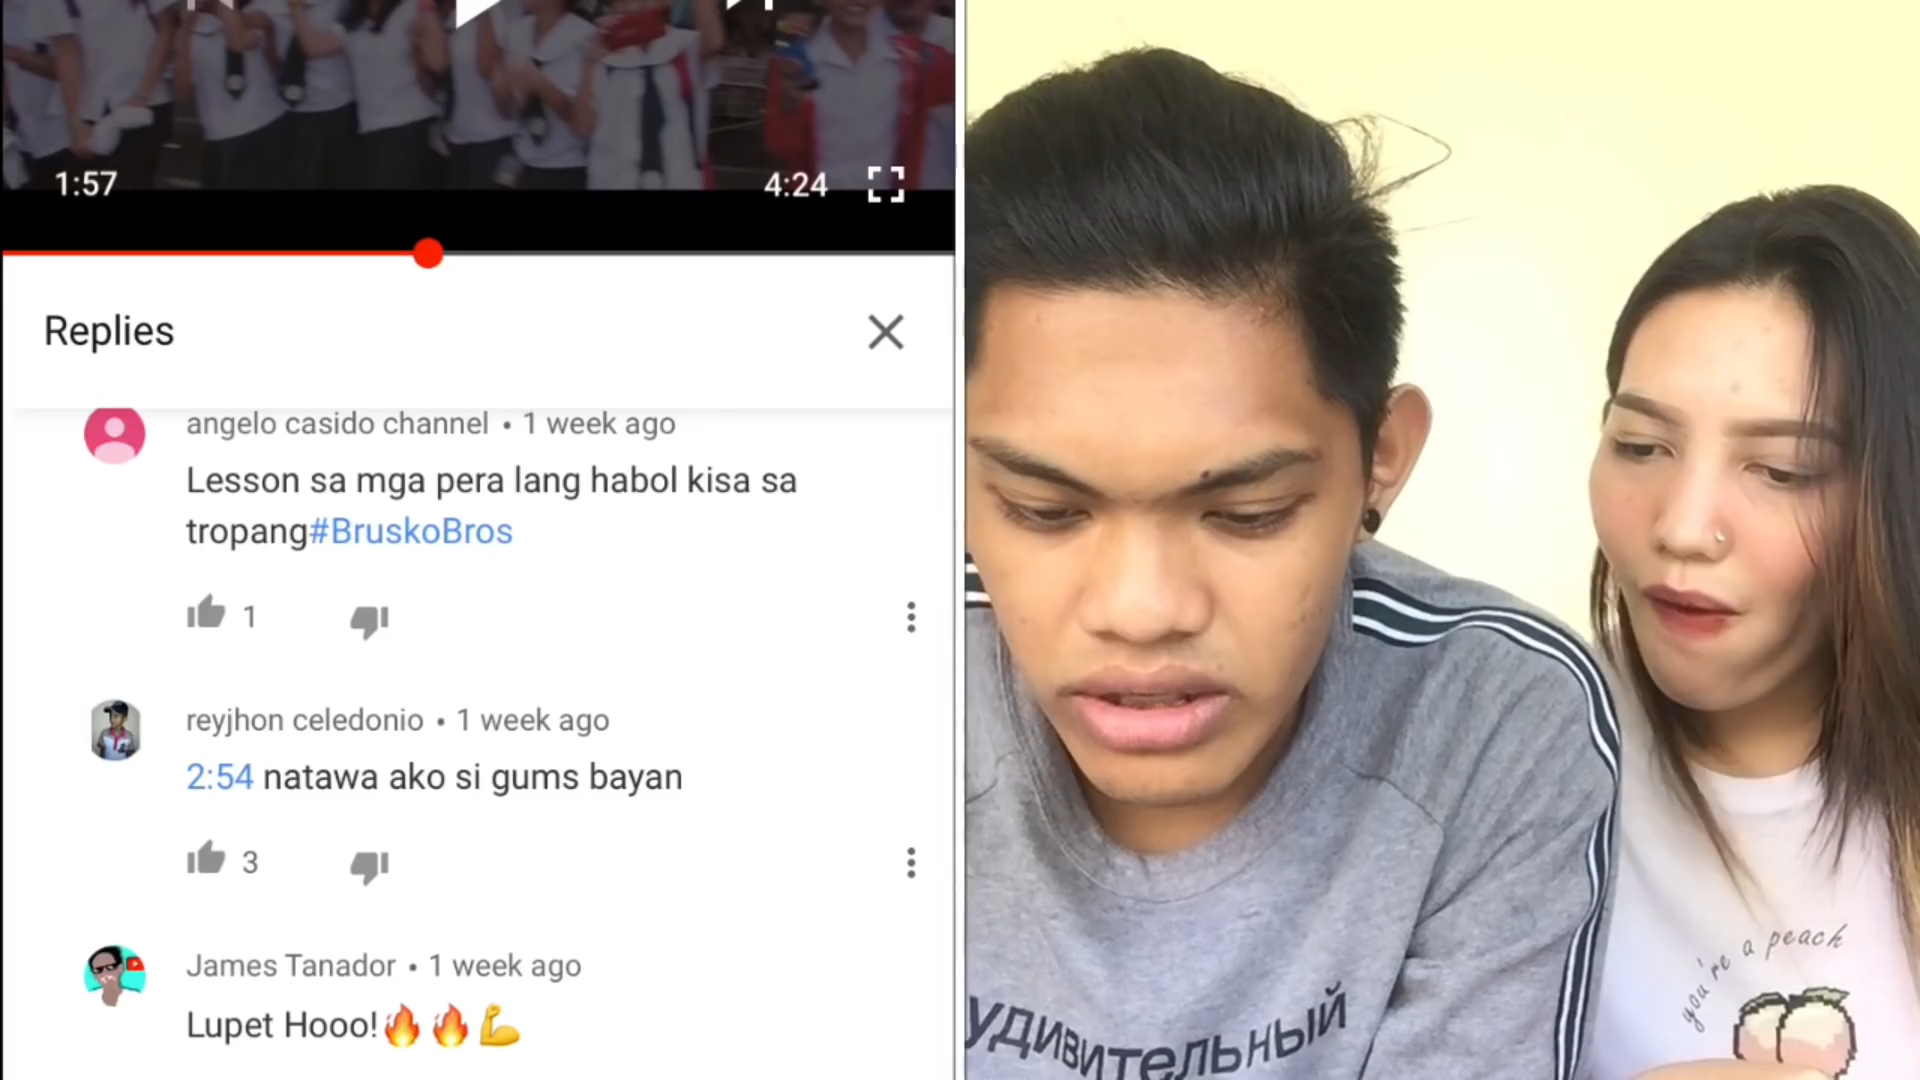 1:57
4:24
Replies
angelo casido channel • 1 week ago
Lesson sa mga pera lang habol kisa sa
tropang#BruskoBros
1
reyjhon celedonio • 1 week ago
2:54 natawa ako si gums bayan
3
James Tanador • 1 week ago
Lupet Hooo!🔥🔥💪
удивительный
you're a peach